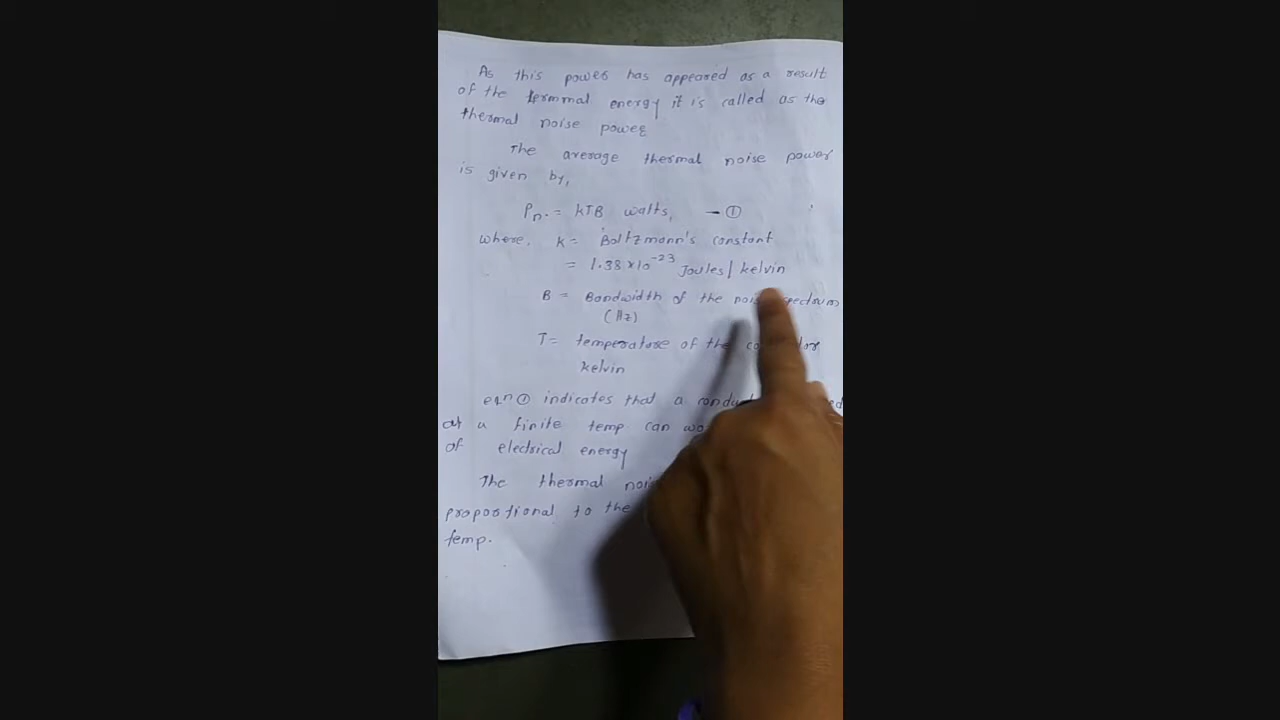 As this power has appeared as a result
of the termmal energy it is called as the
thermal noise power
The average thermal noise power
is given by,
Pn. = KTB watts, — ①
where, K = Boltzmann's constant
= 1.38 × 10⁻²³ Joules / kelvin
B = Bandwidth of the spectrum
(Hz)
T = temperature of the
kelvin
eqn ① indicates that a
at a finite temp can
of electrical energy
The thermal
proportional to the
temp.